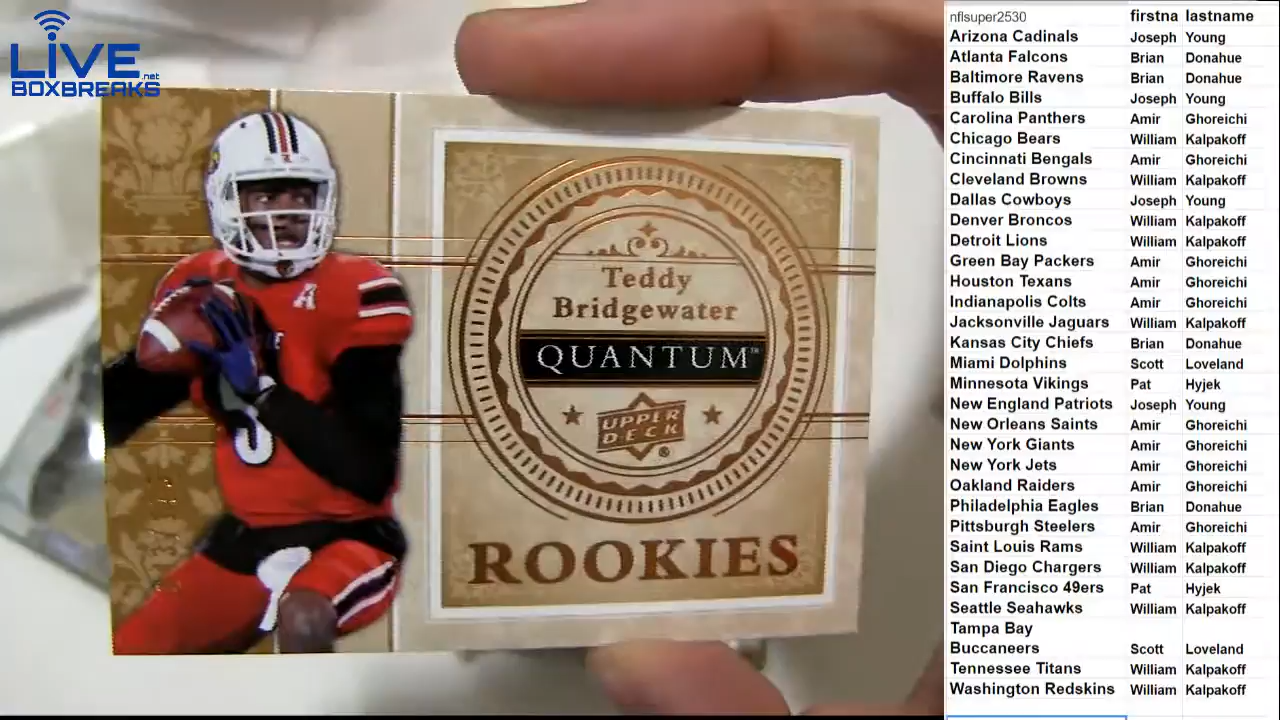 LIVE
.net
BOXBREAKS
A
5
Teddy
Bridgewater
QUANTUM™
UPPER
DECK
®
ROOKIES
nflsuper2530 firstna lastname
Arizona Cadinals Joseph Young
Atlanta Falcons Brian Donahue
Baltimore Ravens Brian Donahue
Buffalo Bills Joseph Young
Carolina Panthers Amir Ghoreichi
Chicago Bears William Kalpakoff
Cincinnati Bengals Amir Ghoreichi
Cleveland Browns William Kalpakoff
Dallas Cowboys Joseph Young
Denver Broncos William Kalpakoff
Detroit Lions William Kalpakoff
Green Bay Packers Amir Ghoreichi
Houston Texans Amir Ghoreichi
Indianapolis Colts Amir Ghoreichi
Jacksonville Jaguars William Kalpakoff
Kansas City Chiefs Brian Donahue
Miami Dolphins Scott Loveland
Minnesota Vikings Pat Hyjek
New England Patriots Joseph Young
New Orleans Saints Amir Ghoreichi
New York Giants Amir Ghoreichi
New York Jets Amir Ghoreichi
Oakland Raiders Amir Ghoreichi
Philadelphia Eagles Brian Donahue
Pittsburgh Steelers Amir Ghoreichi
Saint Louis Rams William Kalpakoff
San Diego Chargers William Kalpakoff
San Francisco 49ers Pat Hyjek
Seattle Seahawks William Kalpakoff
Tampa Bay
Buccaneers Scott Loveland
Tennessee Titans William Kalpakoff
Washington Redskins William Kalpakoff